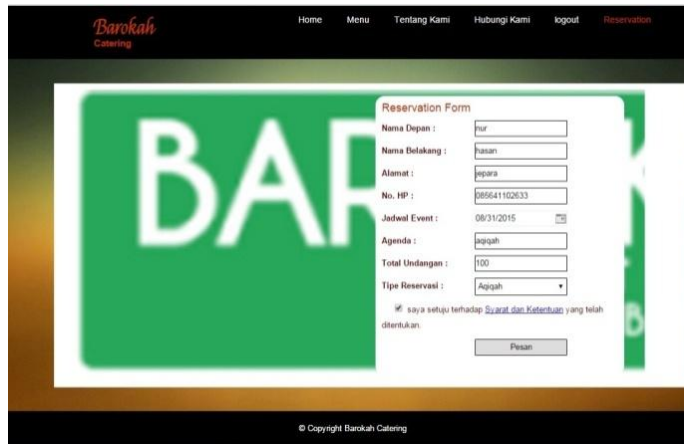 Barokah
Catering
Home Menu Tentang Kami Hubungi Kami logout Reservation
BAR
Reservation Form
Nama Depan : nur
Nama Belakang : hasan
Alamat : jepara
No. HP : 085641102633
Jadwal Event : 08/31/2015
Agenda : aqiqah
Total Undangan : 100
Tipe Reservasi : Aqiqah
saya setuju terhadap Syarat dan Ketentuan yang telah
ditentukan.
Pesan
© Copyright Barokah Catering